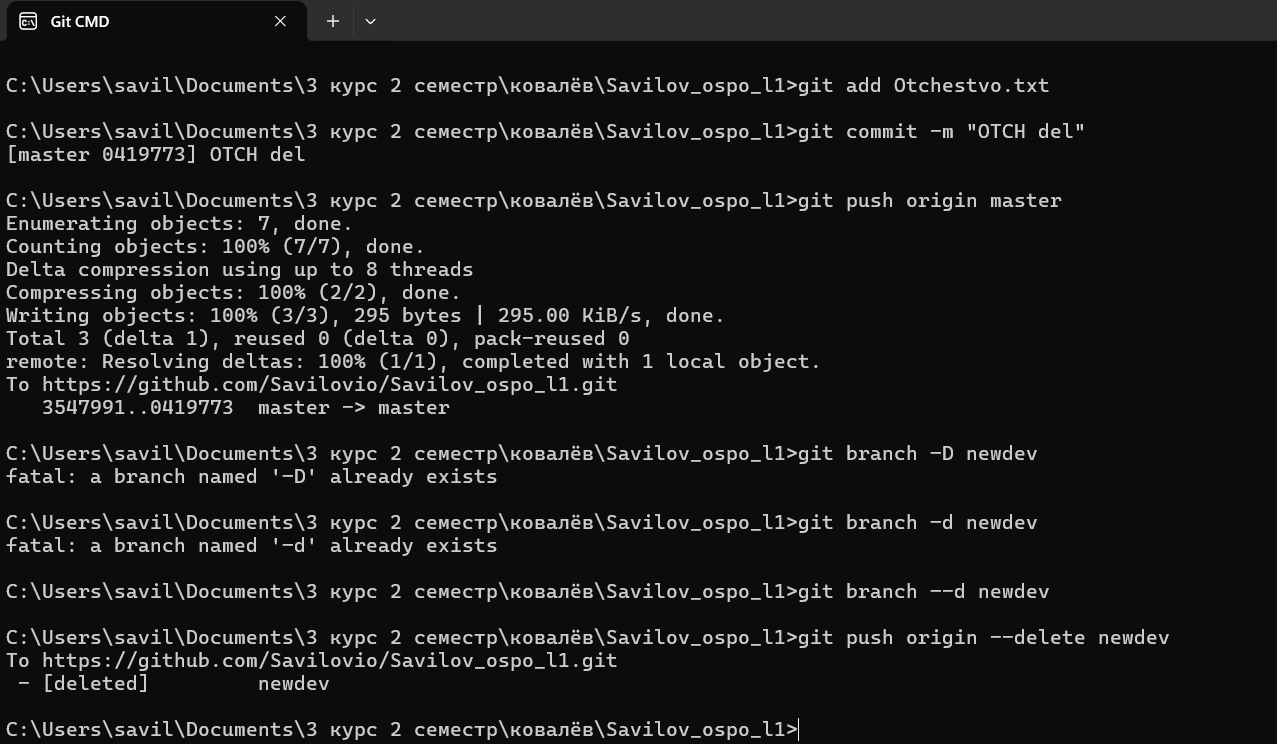 Git CMD
C:\Users\savil\Documents\3 курс 2 семестр\ковалёв\Savilov_ospo_l1>git add Otchestvo.txt
C:\Users\savil\Documents\3 курс 2 семестр\ковалёв\Savilov_ospo_l1>git commit –m "OTCH del"
[master 0419773] OTCH del
C:\Users\savil\Documents\3 курс 2 семестр\ковалёв\Savilov_ospo_l1>git push origin master
Enumerating objects: 7, done.
Counting objects: 100% (7/7), done.
Delta compression using up to 8 threads
Compressing objects: 100% (2/2), done.
Writing objects: 100% (3/3), 295 bytes | 295.00 KiB/s, done.
Total 3 (delta 1), reused 0 (delta 0), pack-reused 0
remote: Resolving deltas: 100% (1/1), completed with 1 local object.
To https://github.com/Savilovio/Savilov_ospo_l1.git
   3547991..0419773  master -> master
C:\Users\savil\Documents\3 курс 2 семестр\ковалёв\Savilov_ospo_l1>git branch –D newdev
fatal: a branch named '–D' already exists
C:\Users\savil\Documents\3 курс 2 семестр\ковалёв\Savilov_ospo_l1>git branch –d newdev
fatal: a branch named '–d' already exists
C:\Users\savil\Documents\3 курс 2 семестр\ковалёв\Savilov_ospo_l1>git branch --d newdev
C:\Users\savil\Documents\3 курс 2 семестр\ковалёв\Savilov_ospo_l1>git push origin --delete newdev
To https://github.com/Savilovio/Savilov_ospo_l1.git
 - [deleted]         newdev
C:\Users\savil\Documents\3 курс 2 семестр\ковалёв\Savilov_ospo_l1>